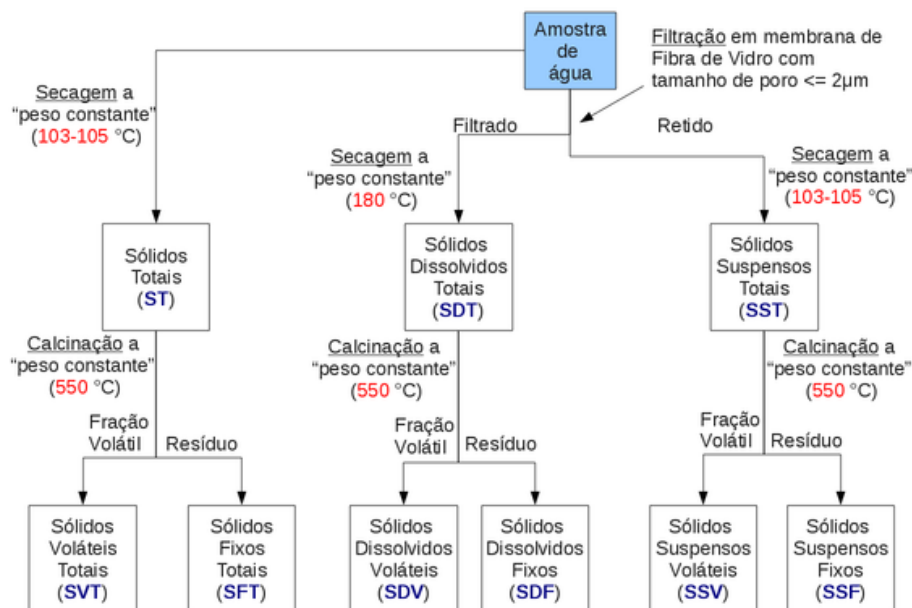 Amostra
de
água
Filtração em membrana de
Fibra de Vidro com
tamanho de poro <= 2µm
Secagem a
“peso constante”
(103-105 °C)
Filtrado
Retido
Secagem a
“peso constante”
(180 °C)
Secagem a
“peso constante”
(103-105 °C)
Sólidos
Totais
(ST)
Sólidos
Dissolvidos
Totais
(SDT)
Sólidos
Suspensos
Totais
(SST)
Calcinação a
“peso constante”
(550 °C)
Calcinação a
“peso constante”
(550 °C)
Calcinação a
“peso constante”
(550 °C)
Fração
Volátil
Resíduo
Fração
Volátil
Resíduo
Fração
Volátil
Resíduo
Sólidos
Voláteis
Totais
(SVT)
Sólidos
Fixos
Totais
(SFT)
Sólidos
Dissolvidos
Voláteis
(SDV)
Sólidos
Dissolvidos
Fixos
(SDF)
Sólidos
Suspensos
Voláteis
(SSV)
Sólidos
Suspensos
Fixos
(SSF)